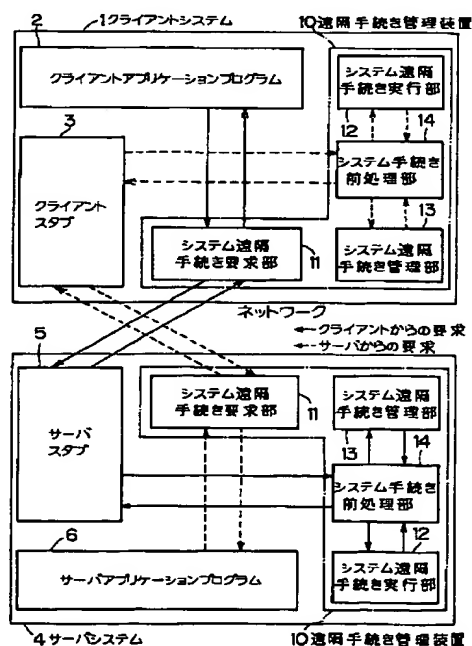 1クライアントシステム
10遠隔手続き管理装置
2
クライアントアプリケーションプログラム
システム遠隔
手続き実行部
12
14
3
クライアント
スタブ
システム手続き
前処理部
13
システム遠隔
手続き要求部
11
システム遠隔
手続き管理部
ネットワーク
クライアントからの要求
サーバからの要求
5
サーバ
スタブ
システム遠隔
手続き要求部
11
システム遠隔
手続き管理部
13
14
システム手続き
前処理部
6
サーバアプリケーションプログラム
12
システム遠隔
手続き実行部
4サーバシステム
10遠隔手続き管理装置